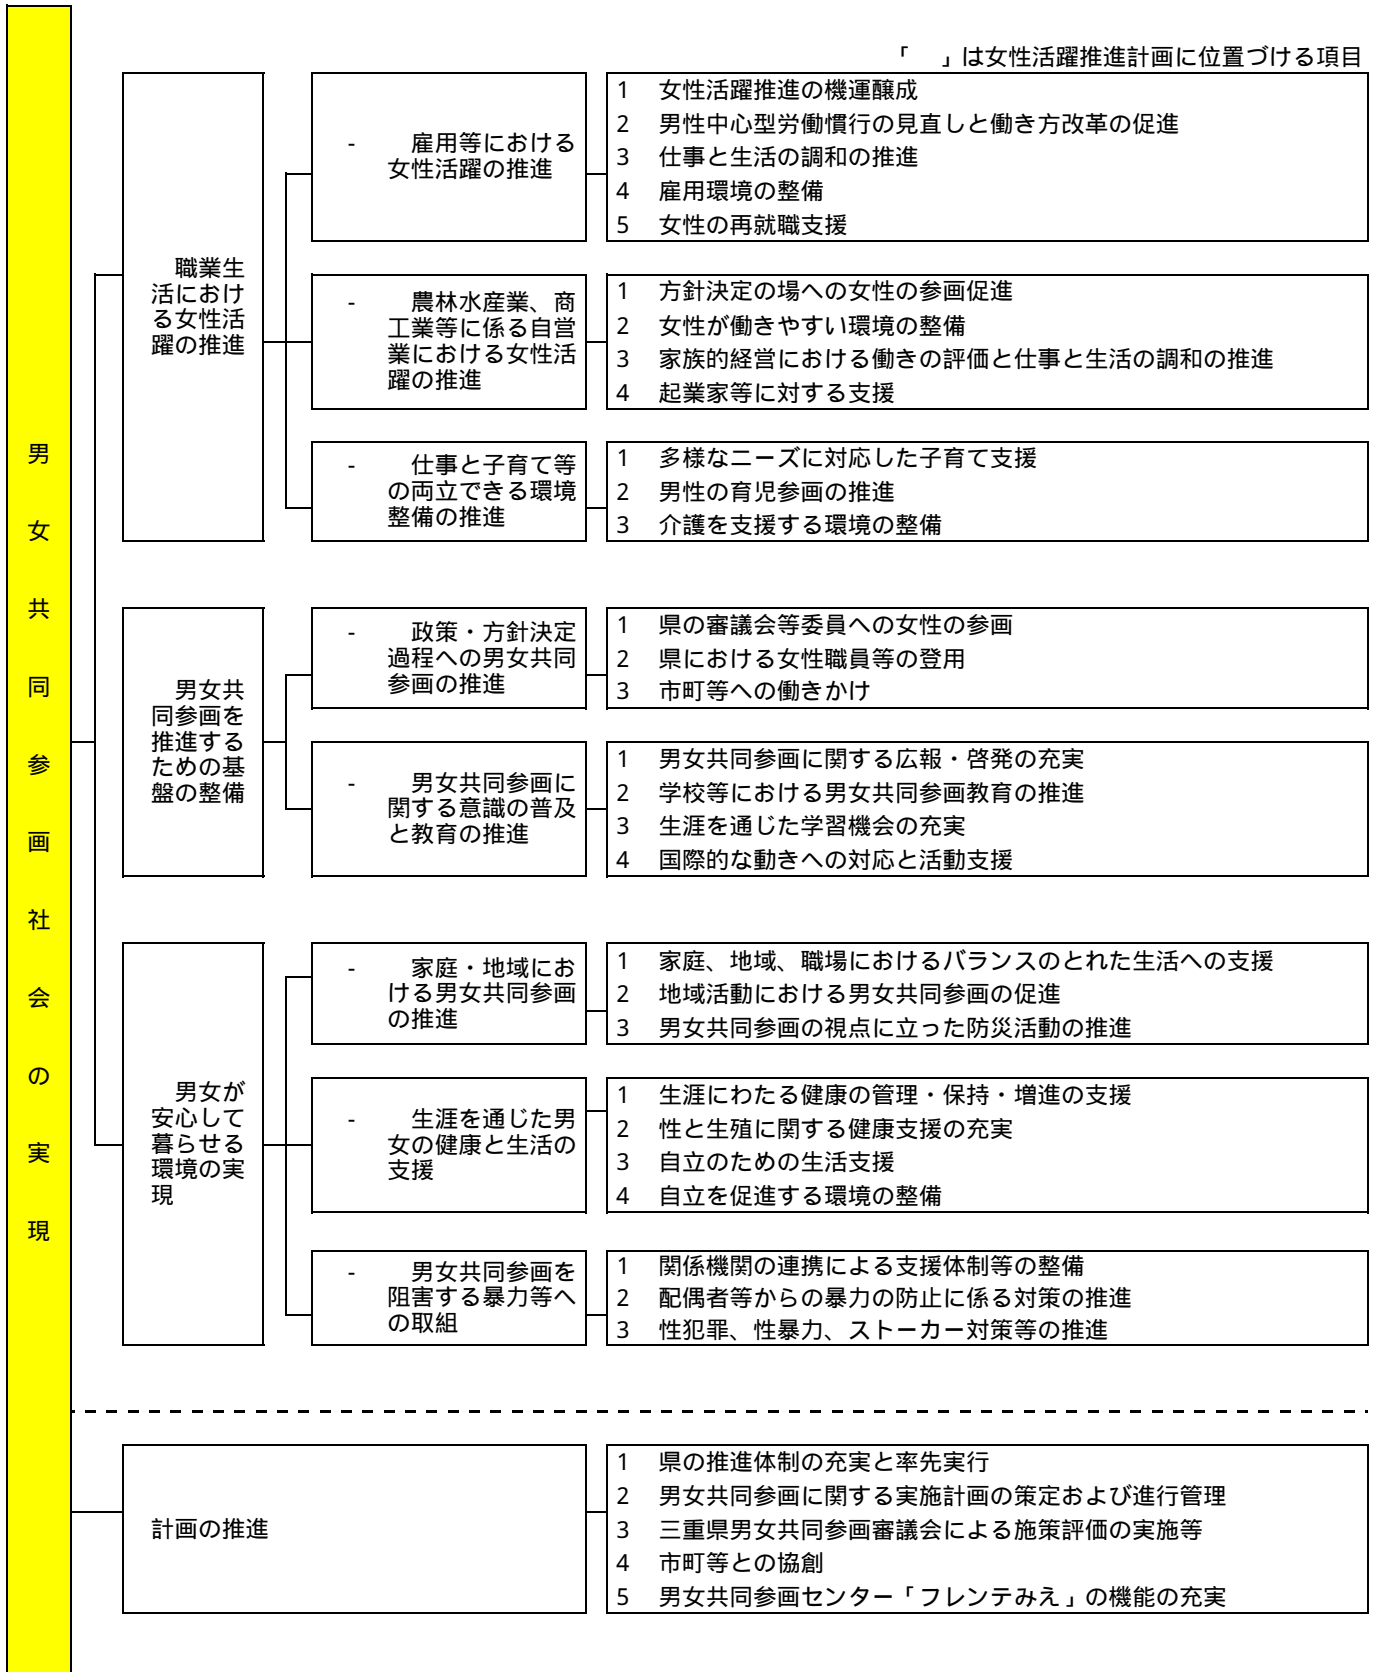 男女共同参画社会の実現
「　」は女性活躍推進計画に位置づける項目
職業生
活におけ
る女性活
躍の推進
-　雇用等における
女性活躍の推進
1　女性活躍推進の機運醸成
2　男性中心型労働慣行の見直しと働き方改革の促進
3　仕事と生活の調和の推進
4　雇用環境の整備
5　女性の再就職支援
-　農林水産業、商
工業等に係る自営
業における女性活
躍の推進
1　方針決定の場への女性の参画促進
2　女性が働きやすい環境の整備
3　家族的経営における働きの評価と仕事と生活の調和の推進
4　起業家等に対する支援
-　仕事と子育て等
の両立できる環境
整備の推進
1　多様なニーズに対応した子育て支援
2　男性の育児参画の推進
3　介護を支援する環境の整備
男女共
同参画を
推進する
ための基
盤の整備
-　政策・方針決定
過程への男女共同
参画の推進
1　県の審議会等委員への女性の参画
2　県における女性職員等の登用
3　市町等への働きかけ
-　男女共同参画に
関する意識の普及
と教育の推進
1　男女共同参画に関する広報・啓発の充実
2　学校等における男女共同参画教育の推進
3　生涯を通じた学習機会の充実
4　国際的な動きへの対応と活動支援
男女が
安心して
暮らせる
環境の実
現
-　家庭・地域にお
ける男女共同参画
の推進
1　家庭、地域、職場におけるバランスのとれた生活への支援
2　地域活動における男女共同参画の促進
3　男女共同参画の視点に立った防災活動の推進
-　生涯を通じた男
女の健康と生活の
支援
1　生涯にわたる健康の管理・保持・増進の支援
2　性と生殖に関する健康支援の充実
3　自立のための生活支援
4　自立を促進する環境の整備
-　男女共同参画を
阻害する暴力等へ
の取組
1　関係機関の連携による支援体制等の整備
2　配偶者等からの暴力の防止に係る対策の推進
3　性犯罪、性暴力、ストーカー対策等の推進
計画の推進
1　県の推進体制の充実と率先実行
2　男女共同参画に関する実施計画の策定および進行管理
3　三重県男女共同参画審議会による施策評価の実施等
4　市町等との協創
5　男女共同参画センター「フレンテみえ」の機能の充実